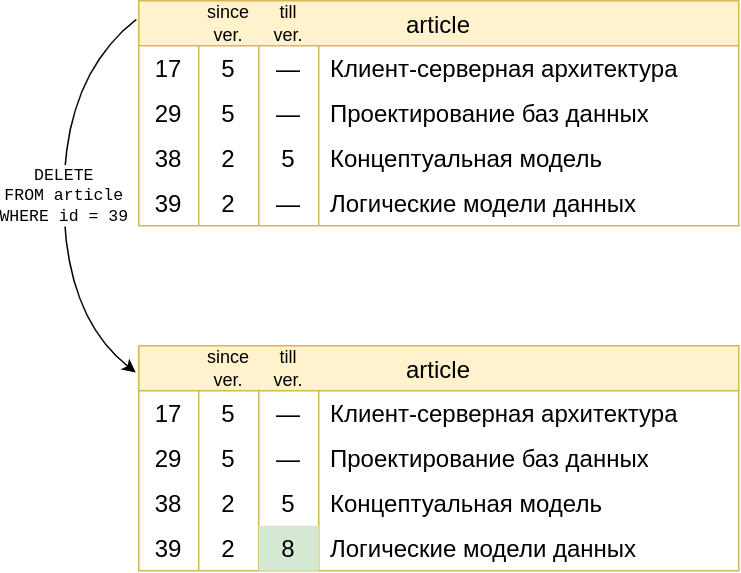 since till
ver. ver. article
17 5 — Клиент-серверная архитектура
29 5 — Проектирование баз данных
38 2 5 Концептуальная модель
39 2 — Логические модели данных
DELETE
FROM article
WHERE id = 39
since till
ver. ver. article
17 5 — Клиент-серверная архитектура
29 5 — Проектирование баз данных
38 2 5 Концептуальная модель
39 2 8 Логические модели данных